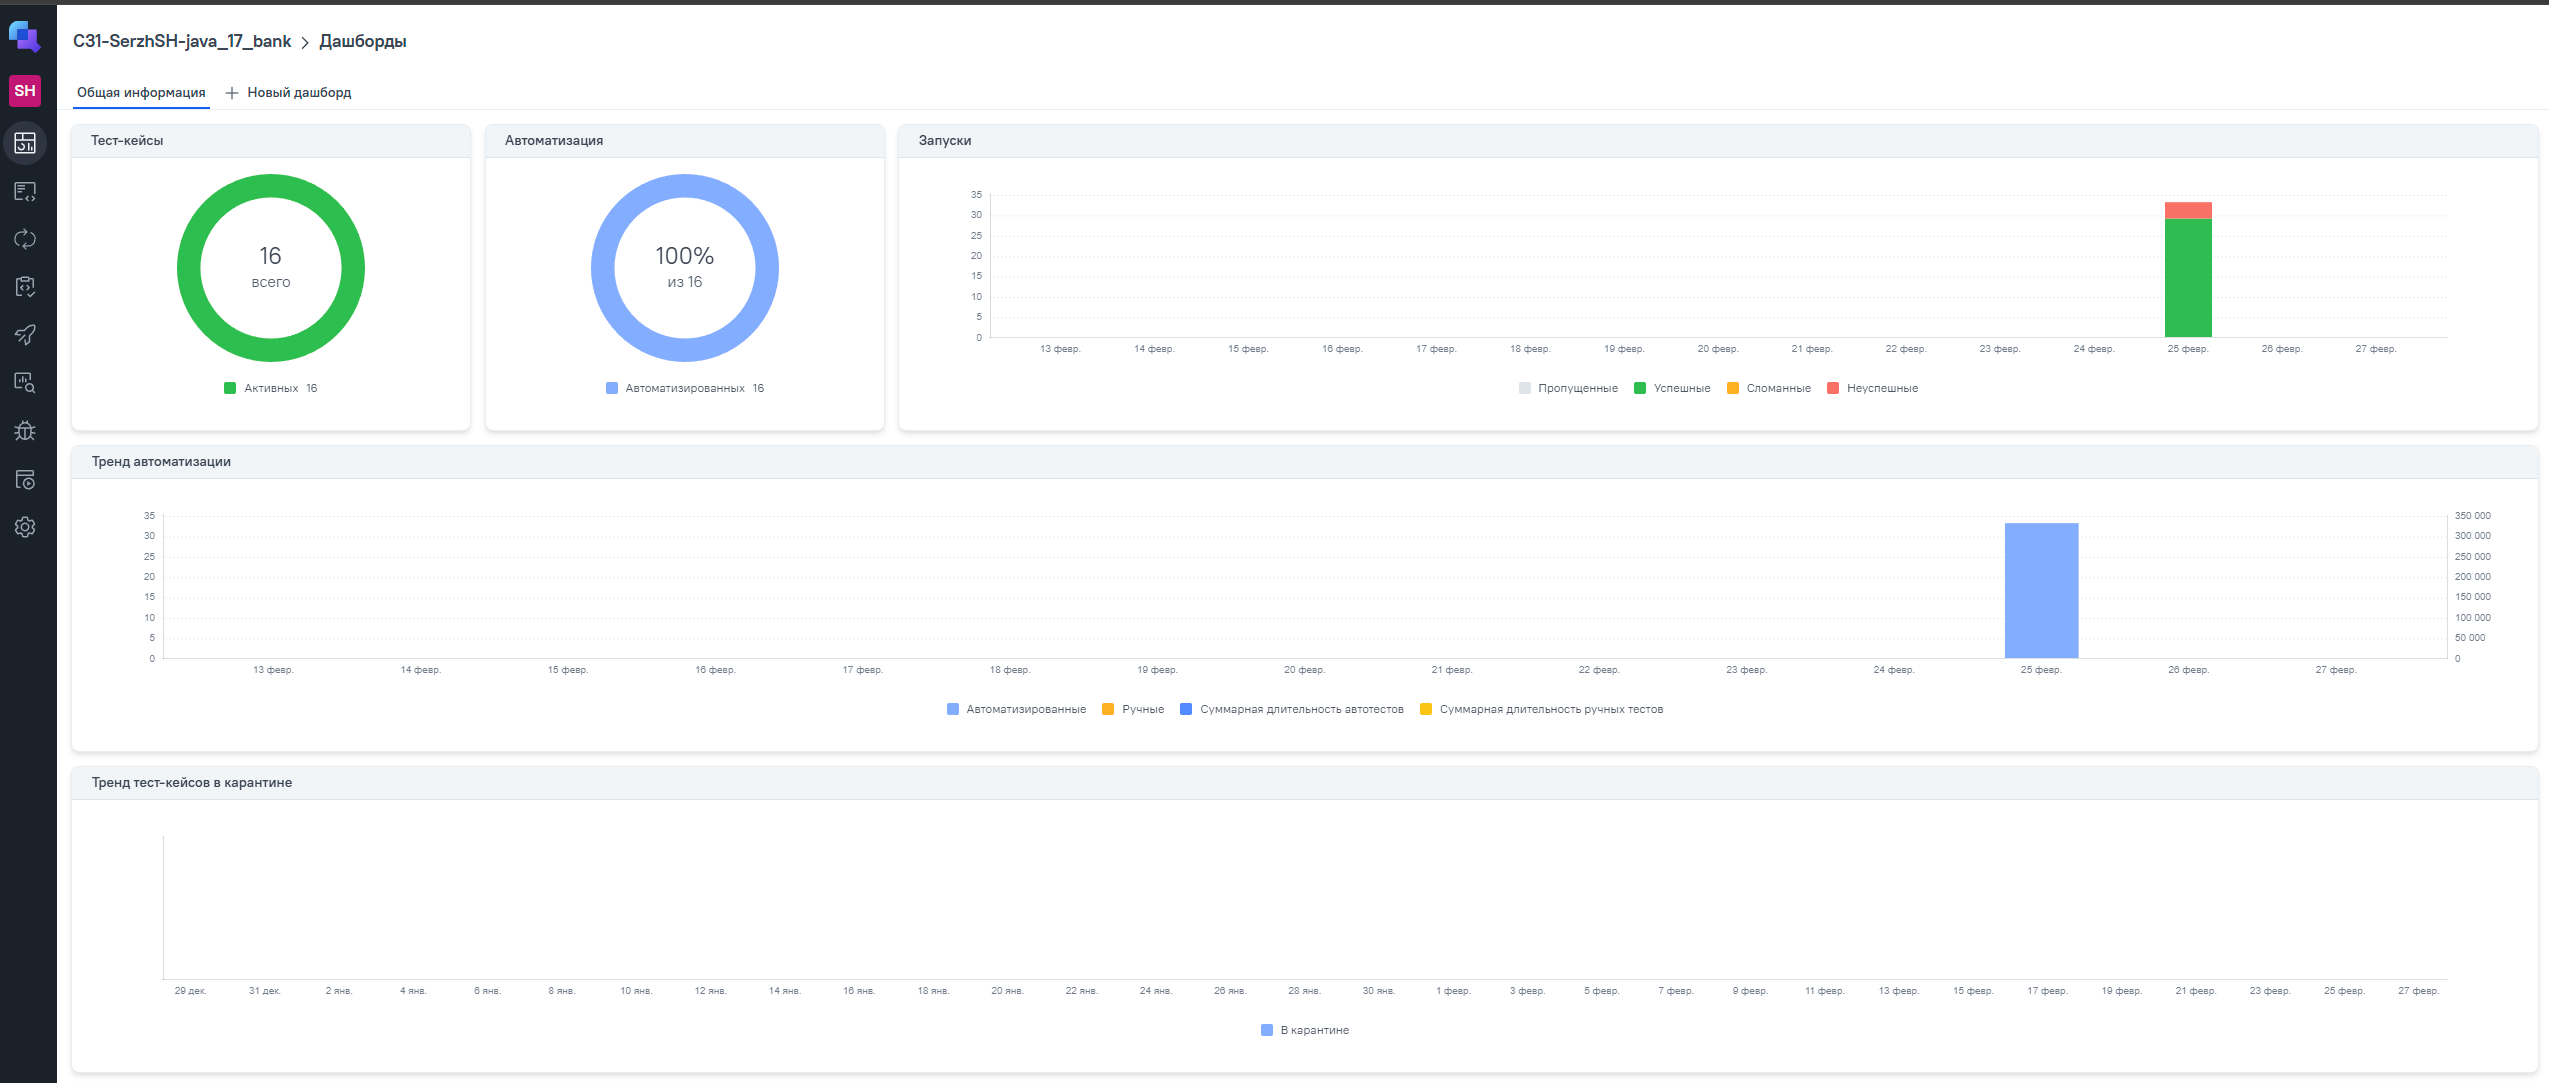 C31-SerzhSH-java_17_bank > Дашборды
SH
Общая информация + Новый дашборд
Тест-кейсы
16
всего
Активных 16
Автоматизация
100%
из 16
Автоматизированных 16
Запуски
35
30
25
20
15
10
5
0
13 февр. 14 февр. 15 февр. 16 февр. 17 февр. 18 февр. 19 февр. 20 февр. 21 февр. 22 февр. 23 февр. 24 февр. 25 февр. 26 февр. 27 февр.
Пропущенные Успешные Сломанные Неуспешные
Тренд автоматизации
35 350 000
30 300 000
25 250 000
20 200 000
15 150 000
10 100 000
5 50 000
0 0
13 февр. 14 февр. 15 февр. 16 февр. 17 февр. 18 февр. 19 февр. 20 февр. 21 февр. 22 февр. 23 февр. 24 февр. 25 февр. 26 февр. 27 февр.
Автоматизированные Ручные Суммарная длительность автотестов Суммарная длительность ручных тестов
Тренд тест-кейсов в карантине
29 дек. 31 дек. 2 янв. 4 янв. 6 янв. 8 янв. 10 янв. 12 янв. 14 янв. 16 янв. 18 янв. 20 янв. 22 янв. 24 янв. 26 янв. 28 янв. 30 янв. 1 февр. 3 февр. 5 февр. 7 февр. 9 февр. 11 февр. 13 февр. 15 февр. 17 февр. 19 февр. 21 февр. 23 февр. 25 февр. 27 февр.
В карантине